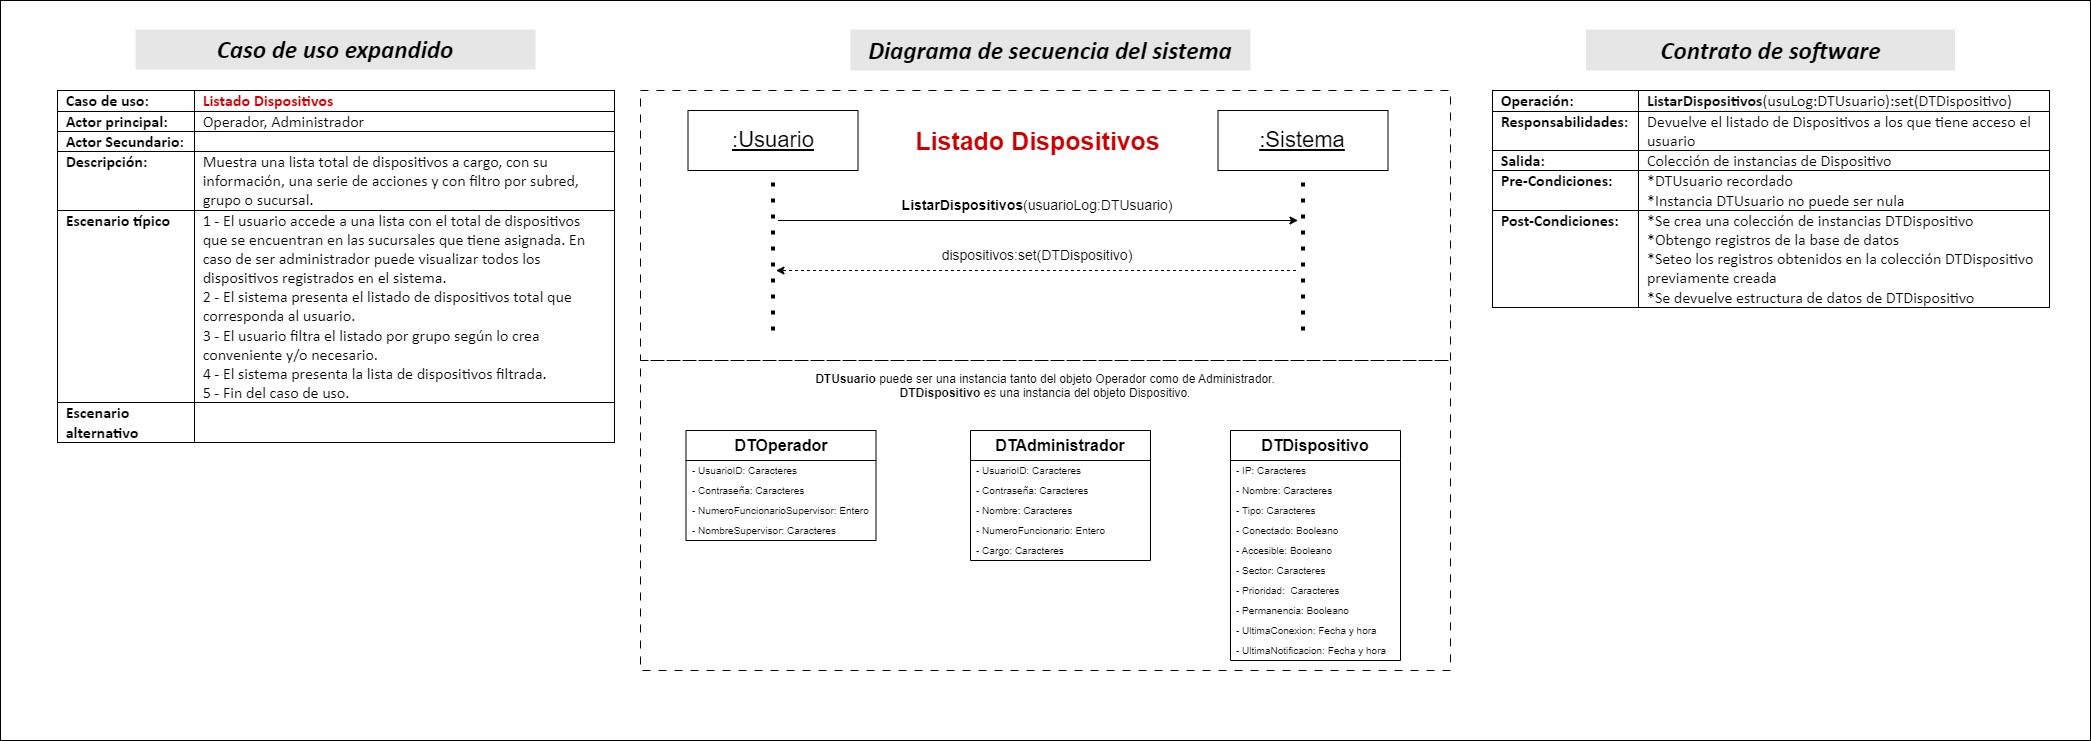 Caso de uso expandido
Caso de uso:
Listado Dispositivos
Actor principal:
Operador, Administrador
Actor Secundario:
Descripción:
Muestra una lista total de dispositivos a cargo, con su
información, una serie de acciones y con filtro por subred,
grupo o sucursal.
Escenario típico
1 - El usuario accede a una lista con el total de dispositivos
que se encuentran en las sucursales que tiene asignada. En
caso de ser administrador puede visualizar todos los
dispositivos registrados en el sistema.
2 - El sistema presenta el listado de dispositivos total que
corresponda al usuario.
3 - El usuario filtra el listado por grupo según lo crea
conveniente y/o necesario.
4 - El sistema presenta la lista de dispositivos filtrada.
5 - Fin del caso de uso.
Escenario
alternativo
Diagrama de secuencia del sistema
:Usuario
Listado Dispositivos
:Sistema
ListarDispositivos(usuarioLog:DTUsuario)
dispositivos:set(DTDispositivo)
DTUsuario puede ser una instancia tanto del objeto Operador como de Administrador.
DTDispositivo es una instancia del objeto Dispositivo.
DTOperador
- UsuarioID: Caracteres
- Contraseña: Caracteres
- NumeroFuncionarioSupervisor: Entero
- NombreSupervisor: Caracteres
DTAdministrador
- UsuarioID: Caracteres
- Contraseña: Caracteres
- Nombre: Caracteres
- NumeroFuncionario: Entero
- Cargo: Caracteres
DTDispositivo
- IP: Caracteres
- Nombre: Caracteres
- Tipo: Caracteres
- Conectado: Booleano
- Accesible: Booleano
- Sector: Caracteres
- Prioridad:  Caracteres
- Permanencia: Booleano
- UltimaConexion: Fecha y hora
- UltimaNotificacion: Fecha y hora
Contrato de software
Operación:
ListarDispositivos(usuLog:DTUsuario):set(DTDispositivo)
Responsabilidades:
Devuelve el listado de Dispositivos a los que tiene acceso el
usuario
Salida:
Colección de instancias de Dispositivo
Pre-Condiciones:
*DTUsuario recordado
*Instancia DTUsuario no puede ser nula
Post-Condiciones:
*Se crea una colección de instancias DTDispositivo
*Obtengo registros de la base de datos
*Seteo los registros obtenidos en la colección DTDispositivo
previamente creada
*Se devuelve estructura de datos de DTDispositivo